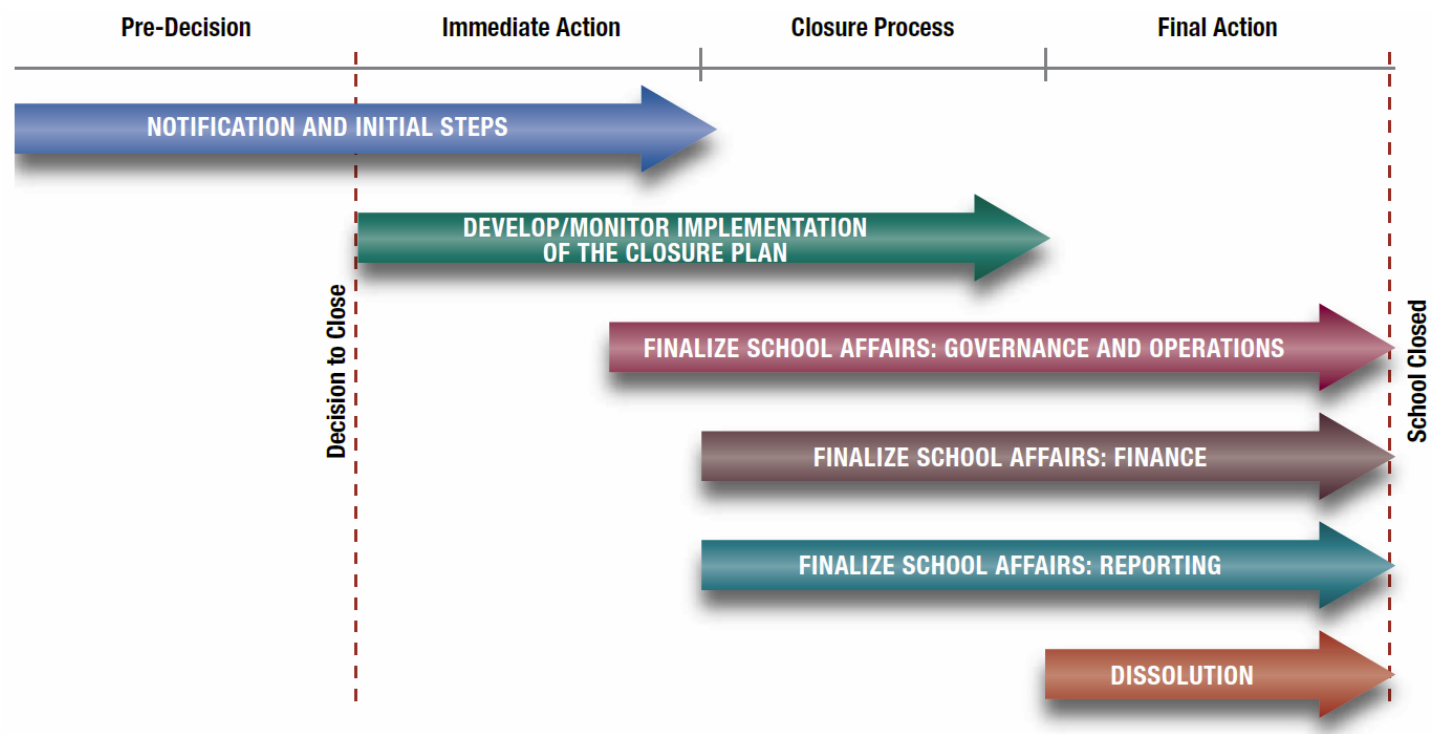 Pre-Decision
Immediate Action
Closure Process
Final Action
NOTIFICATION AND INITIAL STEPS
DEVELOP/MONITOR IMPLEMENTATION
OF THE CLOSURE PLAN
Decision to Close
FINALIZE SCHOOL AFFAIRS: GOVERNANCE AND OPERATIONS
School Closed
FINALIZE SCHOOL AFFAIRS: FINANCE
FINALIZE SCHOOL AFFAIRS: REPORTING
DISSOLUTION